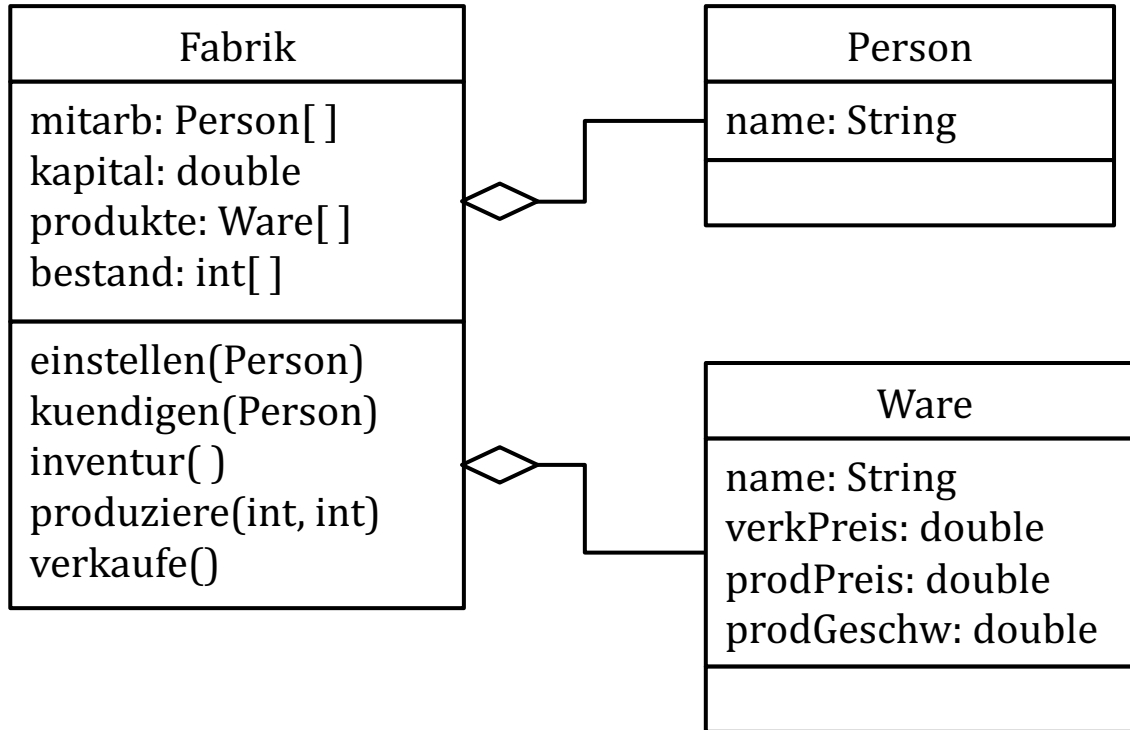 Fabrik
mitarb: Person[ ]
kapital: double
produkte: Ware[ ]
bestand: int[ ]
einstellen(Person)
kuendigen(Person)
inventur( )
produziere(int, int)
verkaufe()
Person
name: String
Ware
name: String
verkPreis: double
prodPreis: double
prodGeschw: double